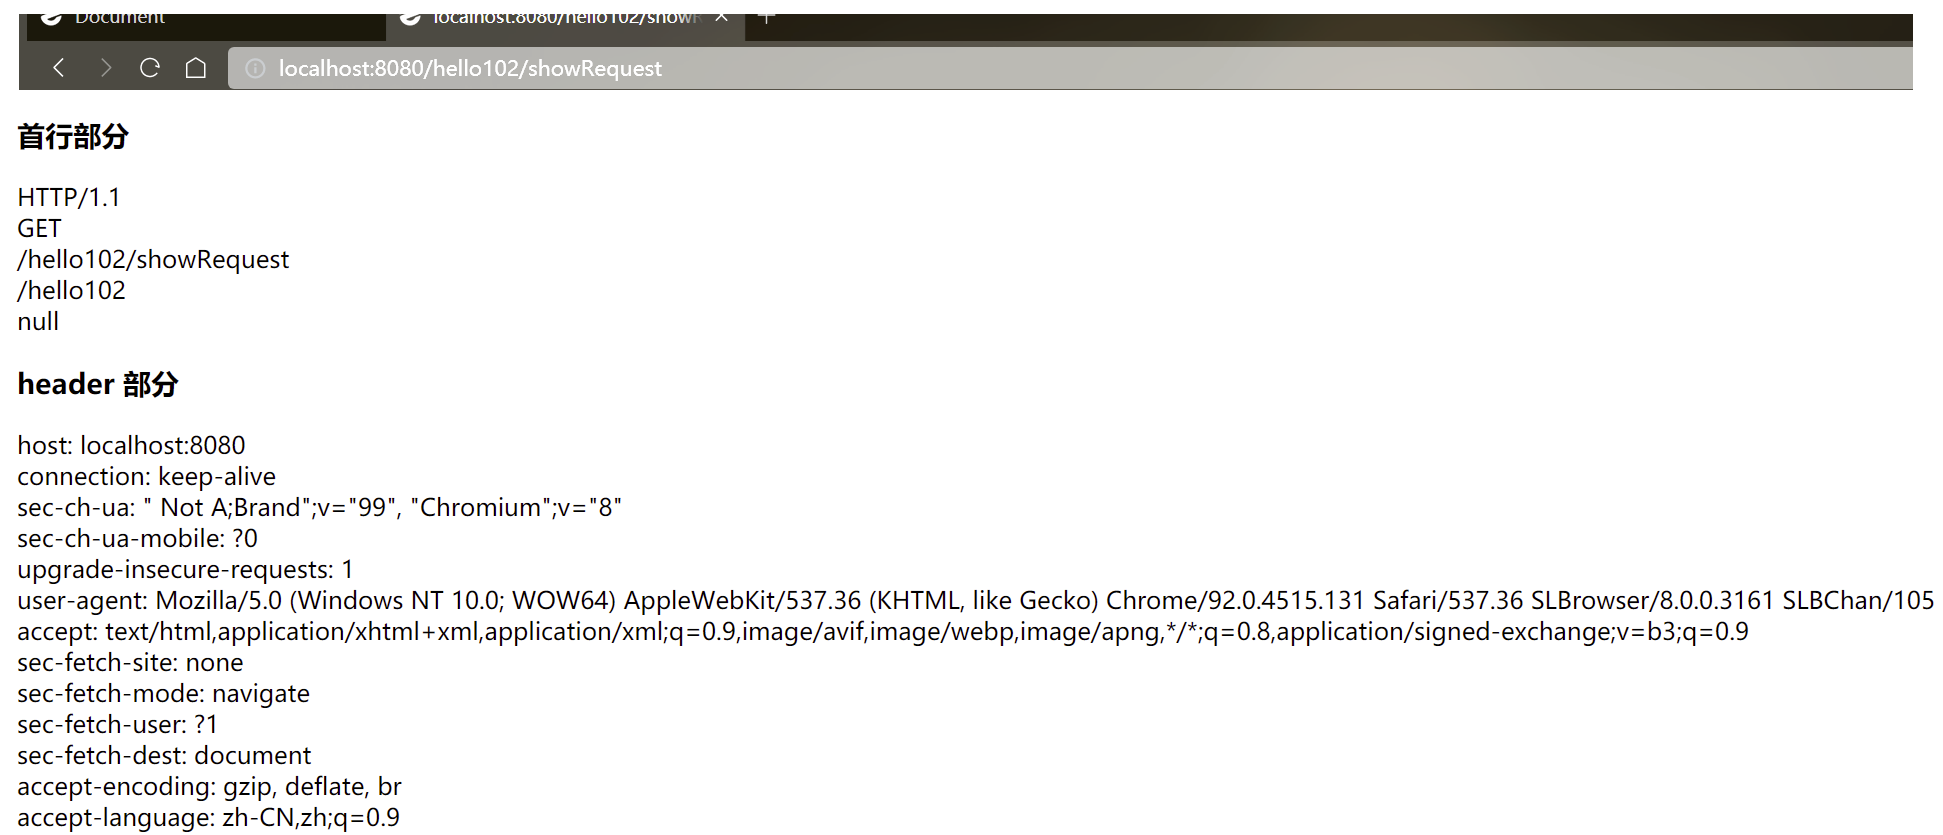 Document
localhost:8080/hello102/showR
localhost:8080/hello102/showRequest
首行部分
HTTP/1.1
GET
/hello102/showRequest
/hello102
null
header 部分
host: localhost:8080
connection: keep-alive
sec-ch-ua: " Not A;Brand";v="99", "Chromium";v="8"
sec-ch-ua-mobile: ?0
upgrade-insecure-requests: 1
user-agent: Mozilla/5.0 (Windows NT 10.0; WOW64) AppleWebKit/537.36 (KHTML, like Gecko) Chrome/92.0.4515.131 Safari/537.36 SLBrowser/8.0.0.3161 SLBChan/105
accept: text/html,application/xhtml+xml,application/xml;q=0.9,image/avif,image/webp,image/apng,*/*;q=0.8,application/signed-exchange;v=b3;q=0.9
sec-fetch-site: none
sec-fetch-mode: navigate
sec-fetch-user: ?1
sec-fetch-dest: document
accept-encoding: gzip, deflate, br
accept-language: zh-CN,zh;q=0.9